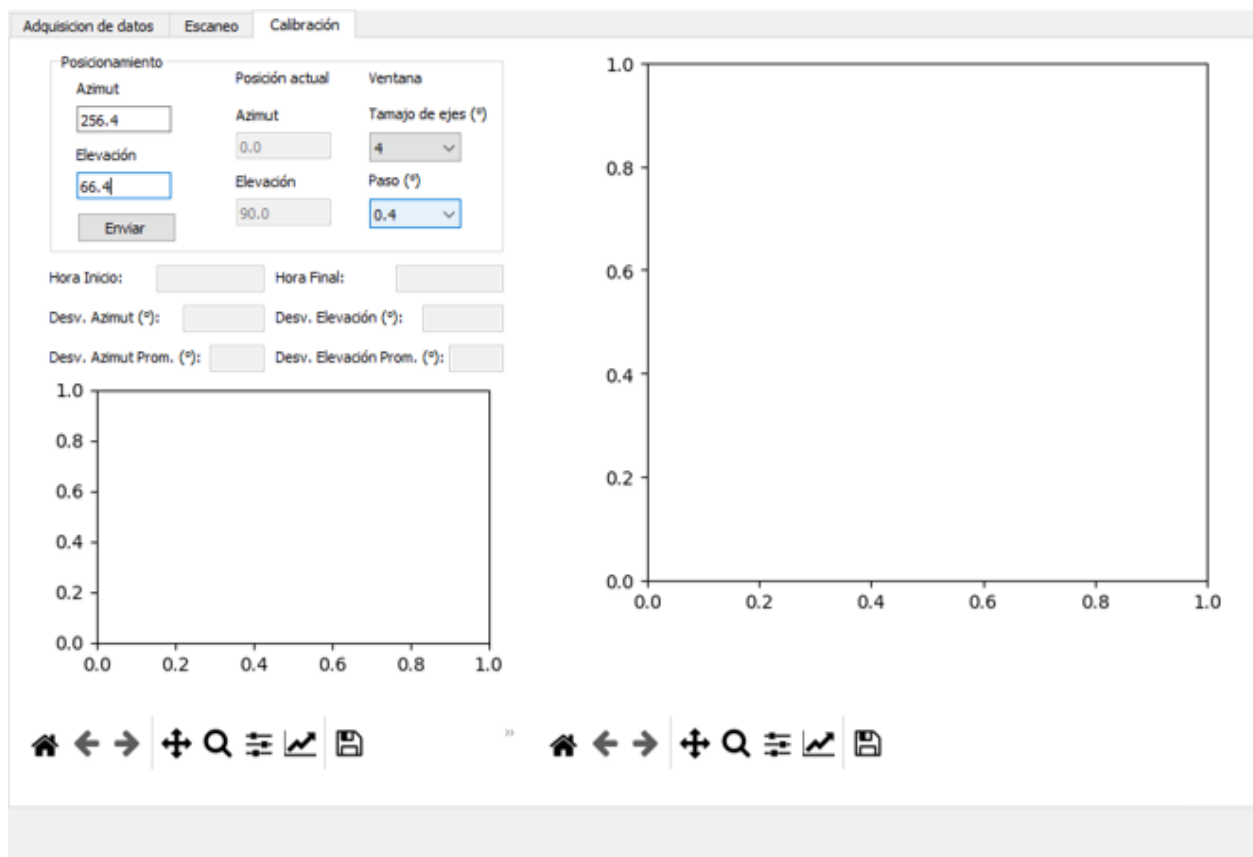 Adquisicion de datos Escaneo Calibración
Posicionamiento
Azimut
256.4
Elevación
66.4
Enviar
Posición actual
Azimut
0.0
Elevación
90.0
Ventana
Tamajo de ejes (º)
4
Paso (º)
0.4
Hora Inicio: Hora Final:
Desv. Azimut (º): Desv. Elevación (º):
Desv. Azimut Prom. (º): Desv. Elevación Prom. (º):
1.0
0.8
0.6
0.4
0.2
0.0
0.0 0.2 0.4 0.6 0.8 1.0
»
1.0
0.8
0.6
0.4
0.2
0.0
0.0 0.2 0.4 0.6 0.8 1.0